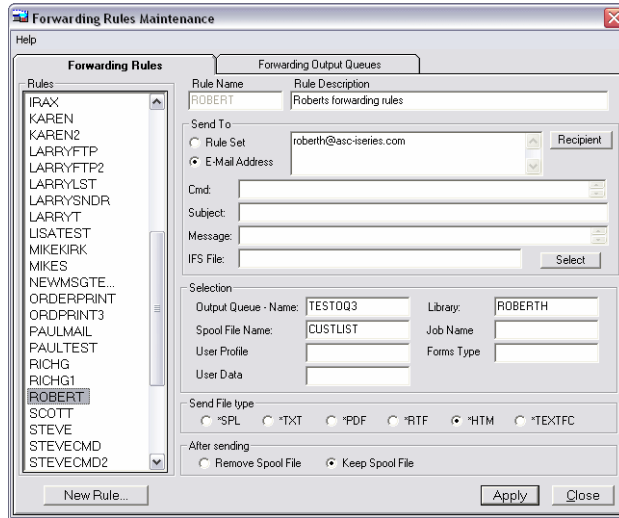 Forwarding Rules Maintenance
Help
Forwarding Rules
Forwarding Output Queues
Rules
IRAX
KAREN
KAREN2
LARRYFTP
LARRYFTP2
LARRYLST
LARRYSNDR
LARRYT
LISATEST
MIKEKIRK
MIKES
NEWMSGTE...
ORDERPRINT
ORDPRINT3
PAULMAIL
PAULTEST
RICHG
RICHG1
ROBERT
SCOTT
STEVE
STEVECMD
STEVECMD2
New Rule...
Rule Name Rule Description
ROBERT Roberts forwarding rules
Send To
Rule Set
E-Mail Address
roberth@asc-iseries.com
Recipient
Cmd:
Subject:
Message:
IFS File:
Select
Selection
Output Queue - Name: TESTOQ3 Library: ROBERTH
Spool File Name: CUSTLIST Job Name
User Profile Forms Type
User Data
Send File type
*SPL *TXT *PDF *RTF *HTM *TEXTFC
After sending
Remove Spool File Keep Spool File
Apply Close